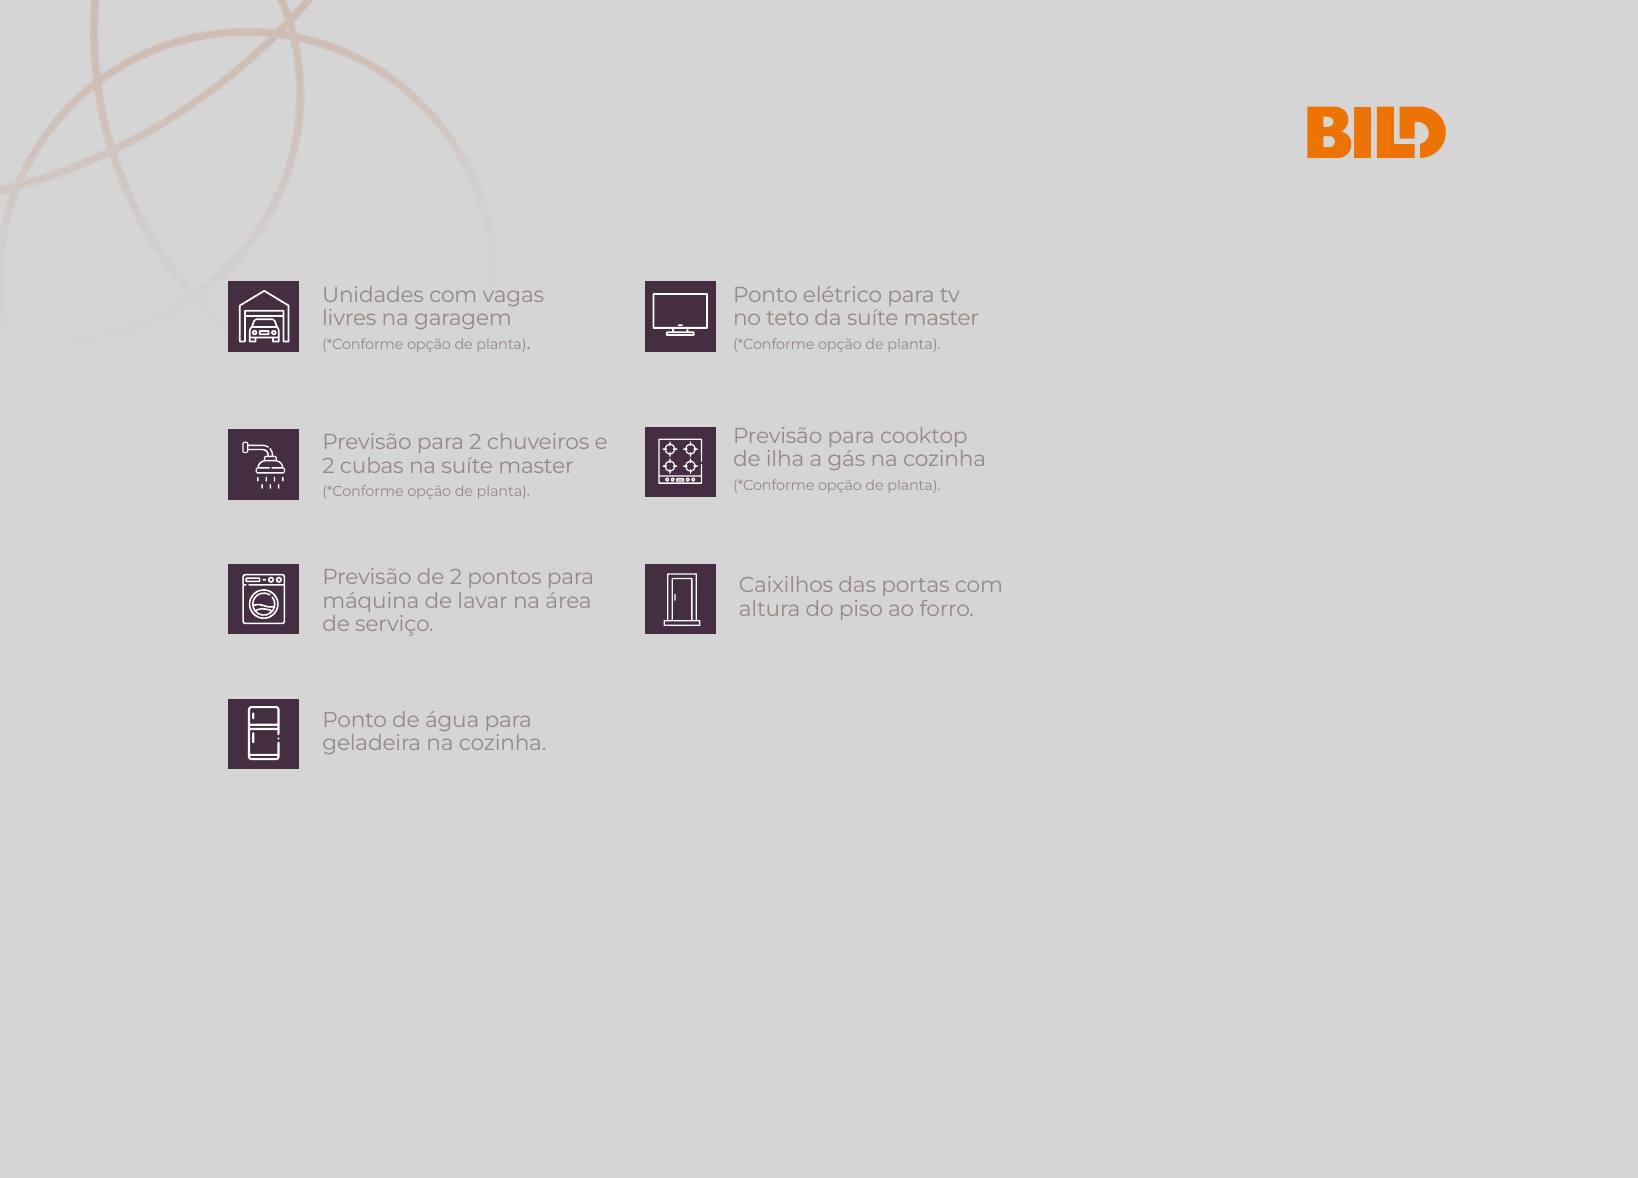 BILD
Unidades com vagas
livres na garagem
(*Conforme opção de planta).
Previsão para 2 chuveiros e
2 cubas na suíte master
(*Conforme opção de planta).
Previsão de 2 pontos para
máquina de lavar na área
de serviço.
Ponto de água para
geladeira na cozinha.
Ponto elétrico para tv
no teto da suíte master
(*Conforme opção de planta).
Previsão para cooktop
de ilha a gás na cozinha
(*Conforme opção de planta).
Caixilhos das portas com
altura do piso ao forro.